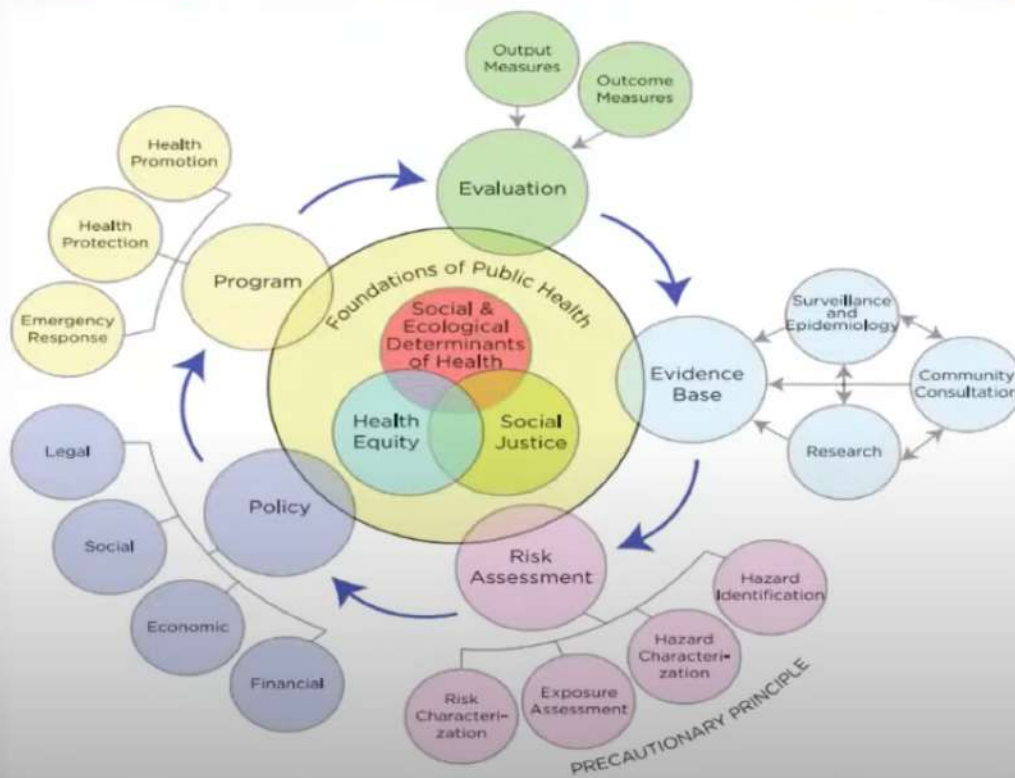 Output
Measures
Outcome
Measures
Evaluation
Health
Promotion
Health
Protection
Emergency
Response
Program
Foundations of Public Health
Social &
Ecological
Determinants
of Health
Health
Equity
Social
Justice
Evidence
Base
Surveillance
and
Epidemiology
Community
Consultation
Research
Legal
Social
Economic
Financial
Policy
Risk
Assessment
Hazard
Identification
Hazard
Characteri-
zation
Exposure
Assessment
Risk
Characteri-
zation
PRECAUTIONARY PRINCIPLE